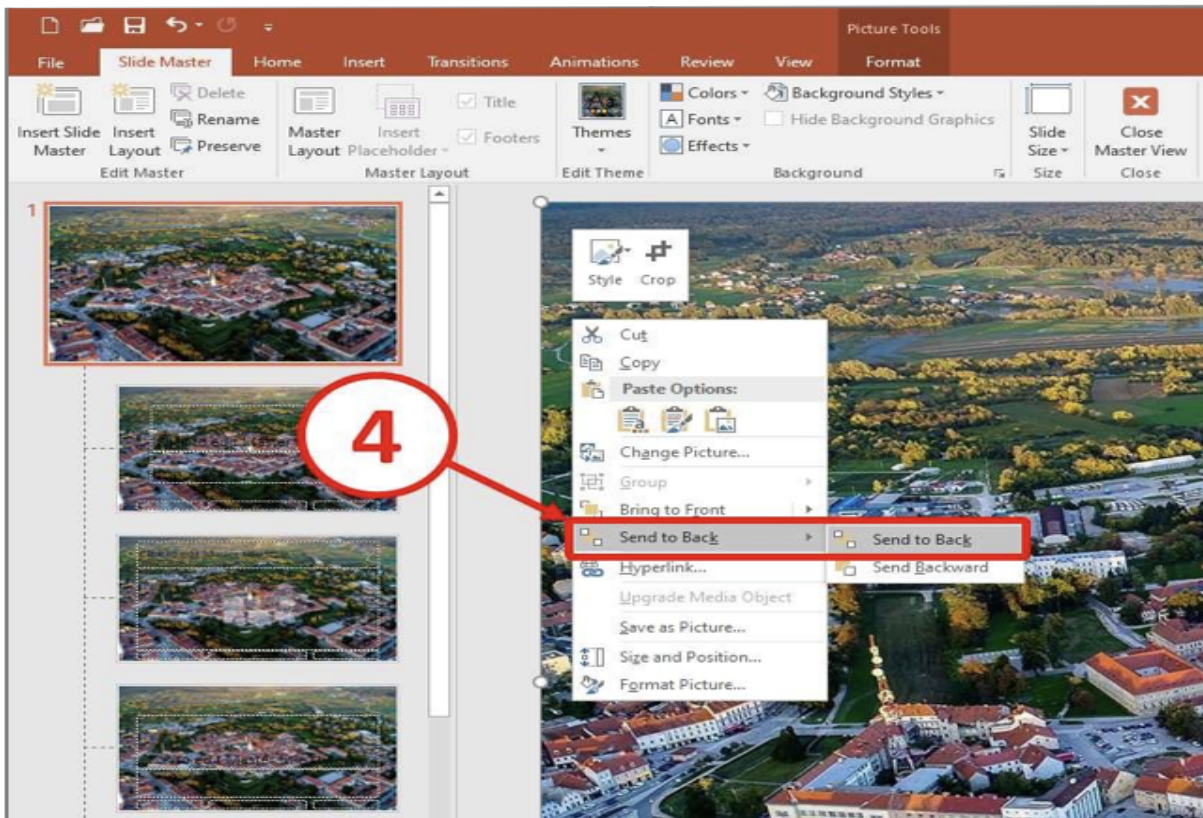 Picture Tools
File Slide Master Home Insert Transitions Animations Review View Format
Insert Slide Master
Insert Layout
Delete
Rename
Preserve
Edit Master
Master Layout
Insert Placeholder
Title
Footers
Master Layout
Themes
Edit Theme
Colors
Fonts
Effects
Background Styles
Hide Background Graphics
Background
Slide Size
Size
Close Master View
Close
1
Style Crop
Cut
Copy
Paste Options:
Change Picture...
Group
Bring to Front
4
Send to Back
Send to Back
Hyperlink...
Send Backward
Upgrade Media Object
Save as Picture...
Size and Position...
Format Picture...